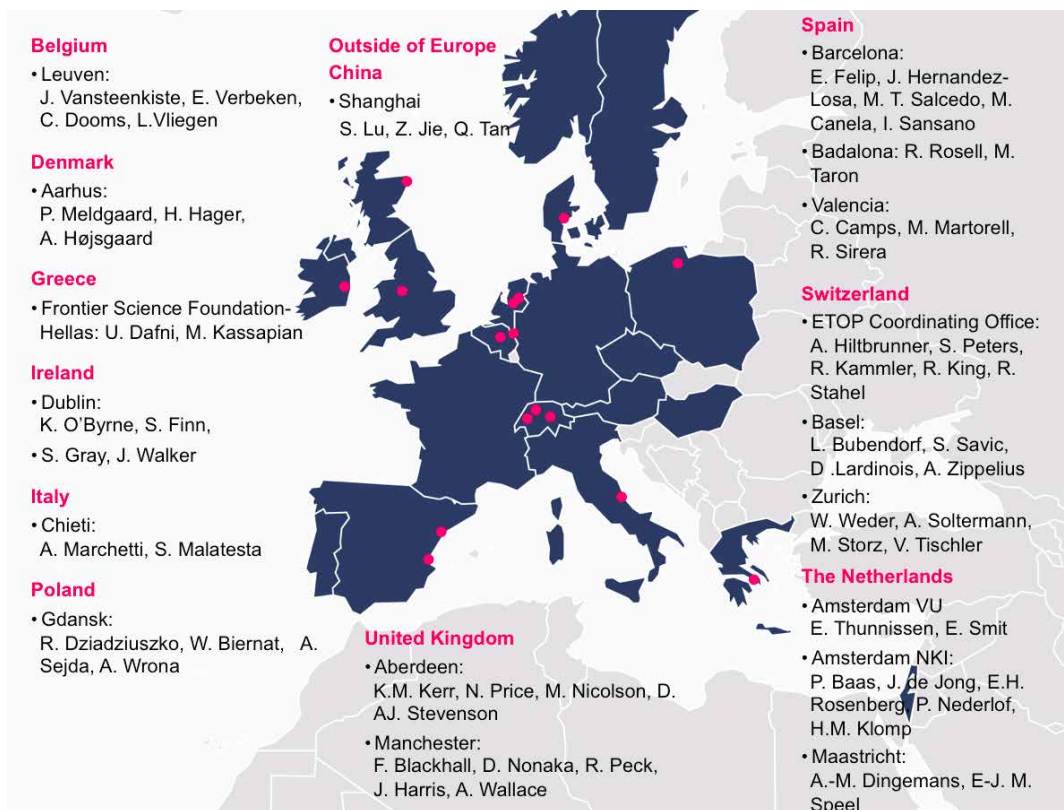 Belgium
• Leuven:
J. Vansteenkiste, E. Verbeken,
C. Dooms, L.Vliegen
Denmark
• Aarhus:
P. Meldgaard, H. Hager,
A. Højsgaard
Greece
• Frontier Science Foundation-
Hellas: U. Dafni, M. Kassapian
Ireland
• Dublin:
K. O'Byrne, S. Finn,
• S. Gray, J. Walker
Italy
• Chieti:
A. Marchetti, S. Malatesta
Poland
• Gdansk:
R. Dziadziuszko, W. Biernat, A.
Sejda, A. Wrona
Outside of Europe
China
• Shanghai
S. Lu, Z. Jie, Q. Tan
United Kingdom
• Aberdeen:
K.M. Kerr, N. Price, M. Nicolson, D.
AJ. Stevenson
• Manchester:
F. Blackhall, D. Nonaka, R. Peck,
J. Harris, A. Wallace
Spain
• Barcelona:
E. Felip, J. Hernandez-
Losa, M. T. Salcedo, M.
Canela, I. Sansano
• Badalona: R. Rosell, M.
Taron
• Valencia:
C. Camps, M. Martorell,
R. Sirera
Switzerland
• ETOP Coordinating Office:
A. Hiltbrunner, S. Peters,
R. Kammler, R. King, R.
Stahel
• Basel:
L. Bubendorf, S. Savic,
D .Lardinois, A. Zippelius
• Zurich:
W. Weder, A. Soltermann,
M. Storz, V. Tischler
The Netherlands
• Amsterdam VU
E. Thunnissen, E. Smit
• Amsterdam NKI:
P. Baas, J. de Jong, E.H.
Rosenberg, P. Nederlof,
H.M. Klomp
• Maastricht:
A.-M. Dingemans, E-J. M.
Speel